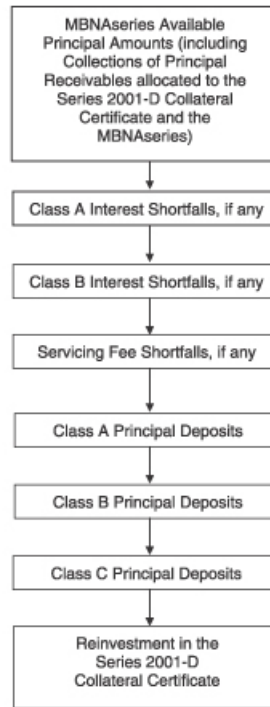 MBNAseries Available
Principal Amounts (including
Collections of Principal
Receivables allocated to the
Series 2001-D Collateral
Certificate and the
MBNAseries)
Class A Interest Shortfalls, if any
Class B Interest Shortfalls, if any
Servicing Fee Shortfalls, if any
Class A Principal Deposits
Class B Principal Deposits
Class C Principal Deposits
Reinvestment in the
Series 2001-D
Collateral Certificate